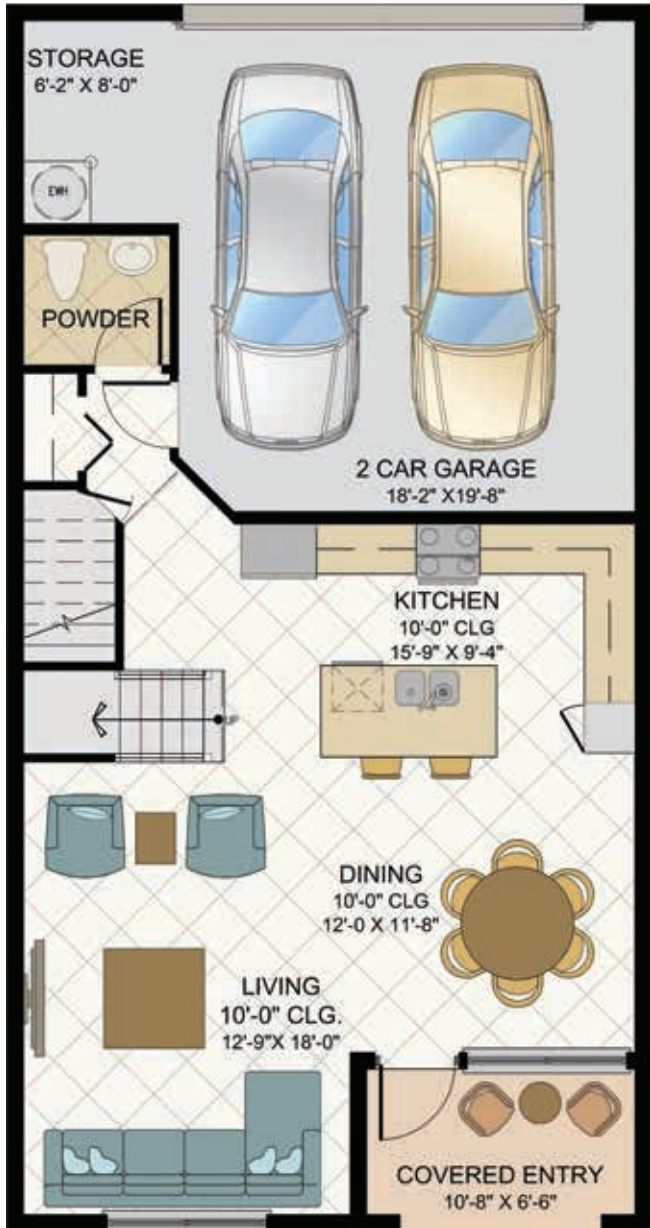 STORAGE
6'-2" X 8'-0"
EWH
POWDER
2 CAR GARAGE
18'-2" X19'-8"
KITCHEN
10'-0" CLG
15'-9" X 9'-4"
UP
DINING
10'-0" CLG
12'-0 X 11'-8"
LIVING
10'-0" CLG.
12'-9"X 18'-0"
COVERED ENTRY
10'-8" X 6'-6"